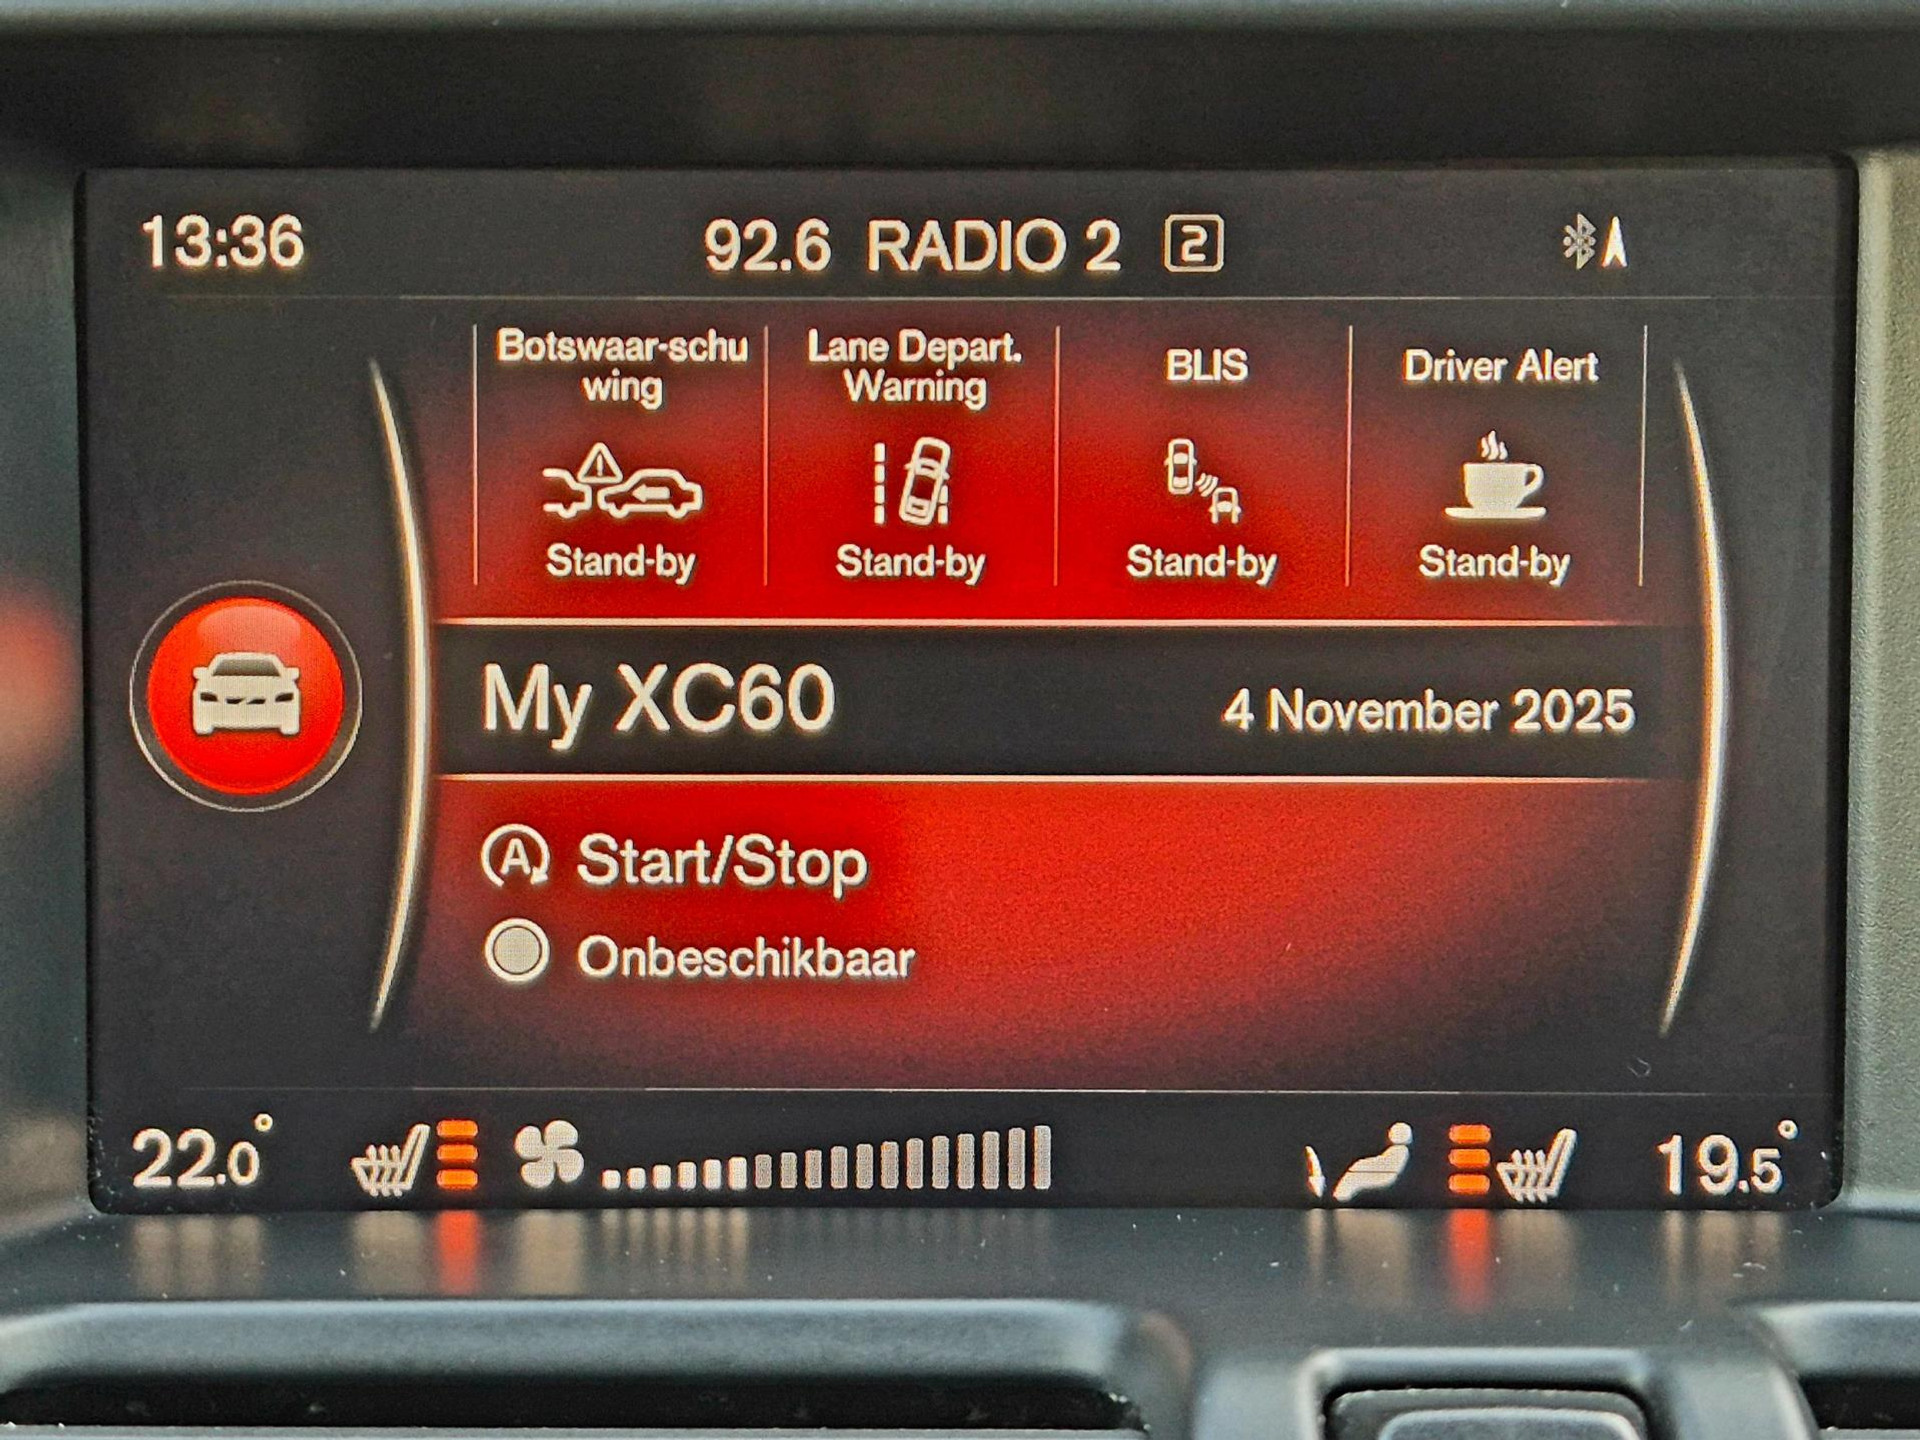 13:36 92.6 RADIO 2 2
Botswaar-schu
wing
Lane Depart.
Warning
BLIS
Driver Alert
Stand-by Stand-by Stand-by Stand-by
My XC60 4 November 2025
A Start/Stop
Onbeschikbaar
22.0° 19.5°